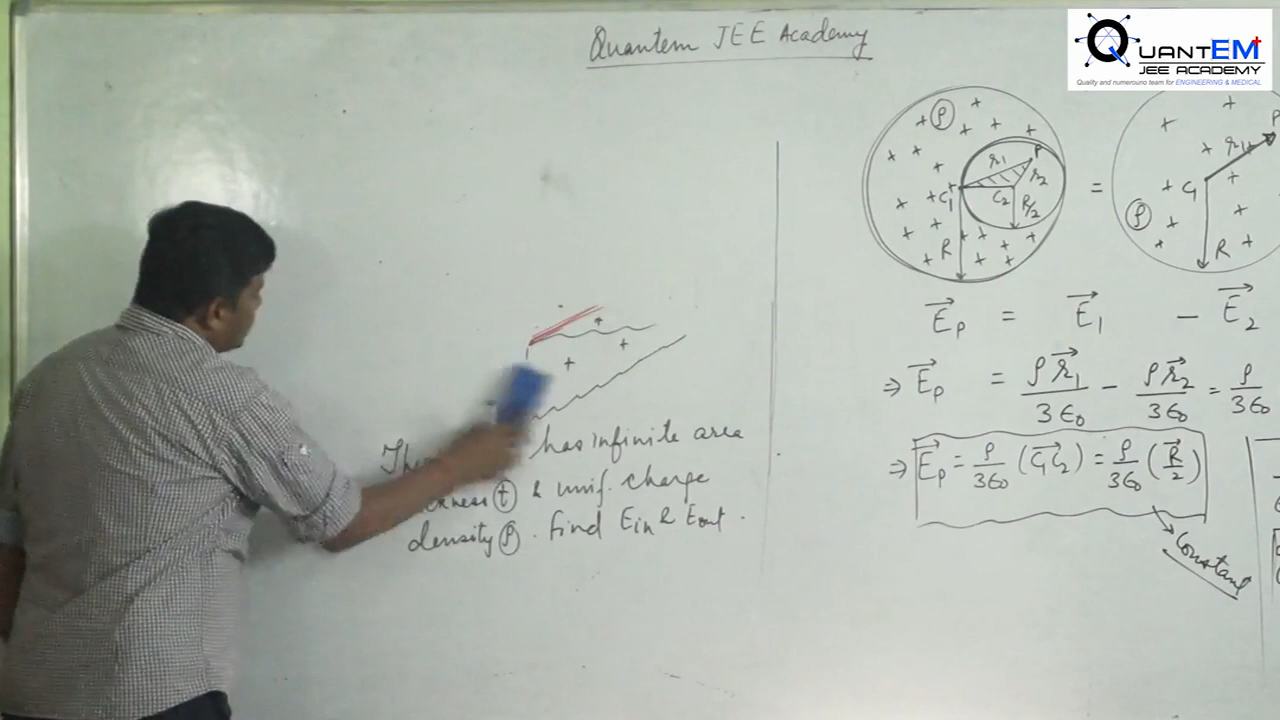 Quantem JEE Academy
QUANTEM+
JEE ACADEMY
Quality and numerouno team for ENGINEERING & MEDICAL
ρ
r₁
P
r₂
C₁
C₂
R/2
R
=
P
r₁
C₁
ρ
R
E⃗p = E⃗₁ - E⃗₂
⇒ E⃗p = ρr⃗₁/3ε₀ - ρr⃗₂/3ε₀ = ρ/3ε₀
⇒ E⃗p = ρ/3ε₀ (C₁C₂) = ρ/3ε₀ (R⃗/2)
Constant
has infinite area
t & unif. charge
density ρ. Find Ein & Eout.